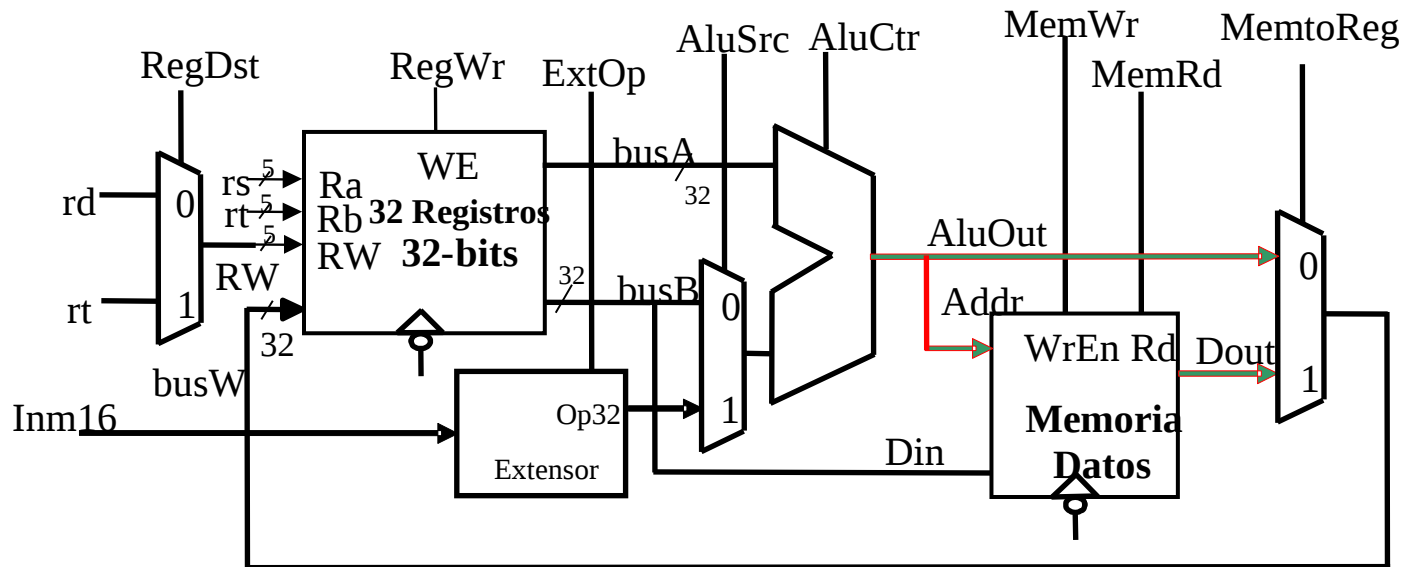 RegDst
RegWr
ExtOp
AluSrc
AluCtr
MemWr
MemRd
MemtoReg
rd
rt
0
1
rs
5
rt
5
5
RW
32
busW
Ra
Rb
RW
WE
32 Registros
32-bits
busA
32
32
busB
0
1
Inm16
Op32
Extensor
AluOut
Addr
WrEn Rd
Memoria
Datos
Din
Dout
0
1